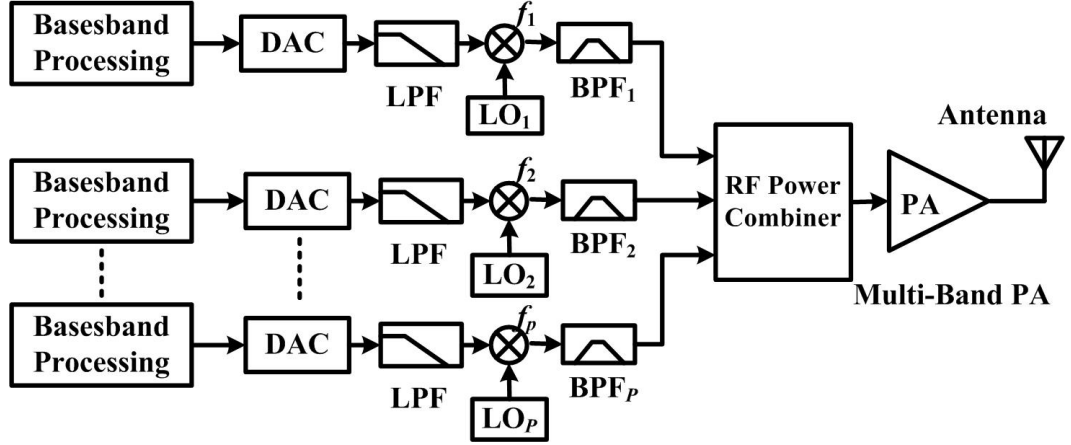 Basesband
Processing
DAC
LPF
f1
LO1
BPF1
Basesband
Processing
DAC
LPF
f2
LO2
BPF2
Basesband
Processing
DAC
LPF
fp
LOP
BPFP
RF Power
Combiner
PA
Multi-Band PA
Antenna